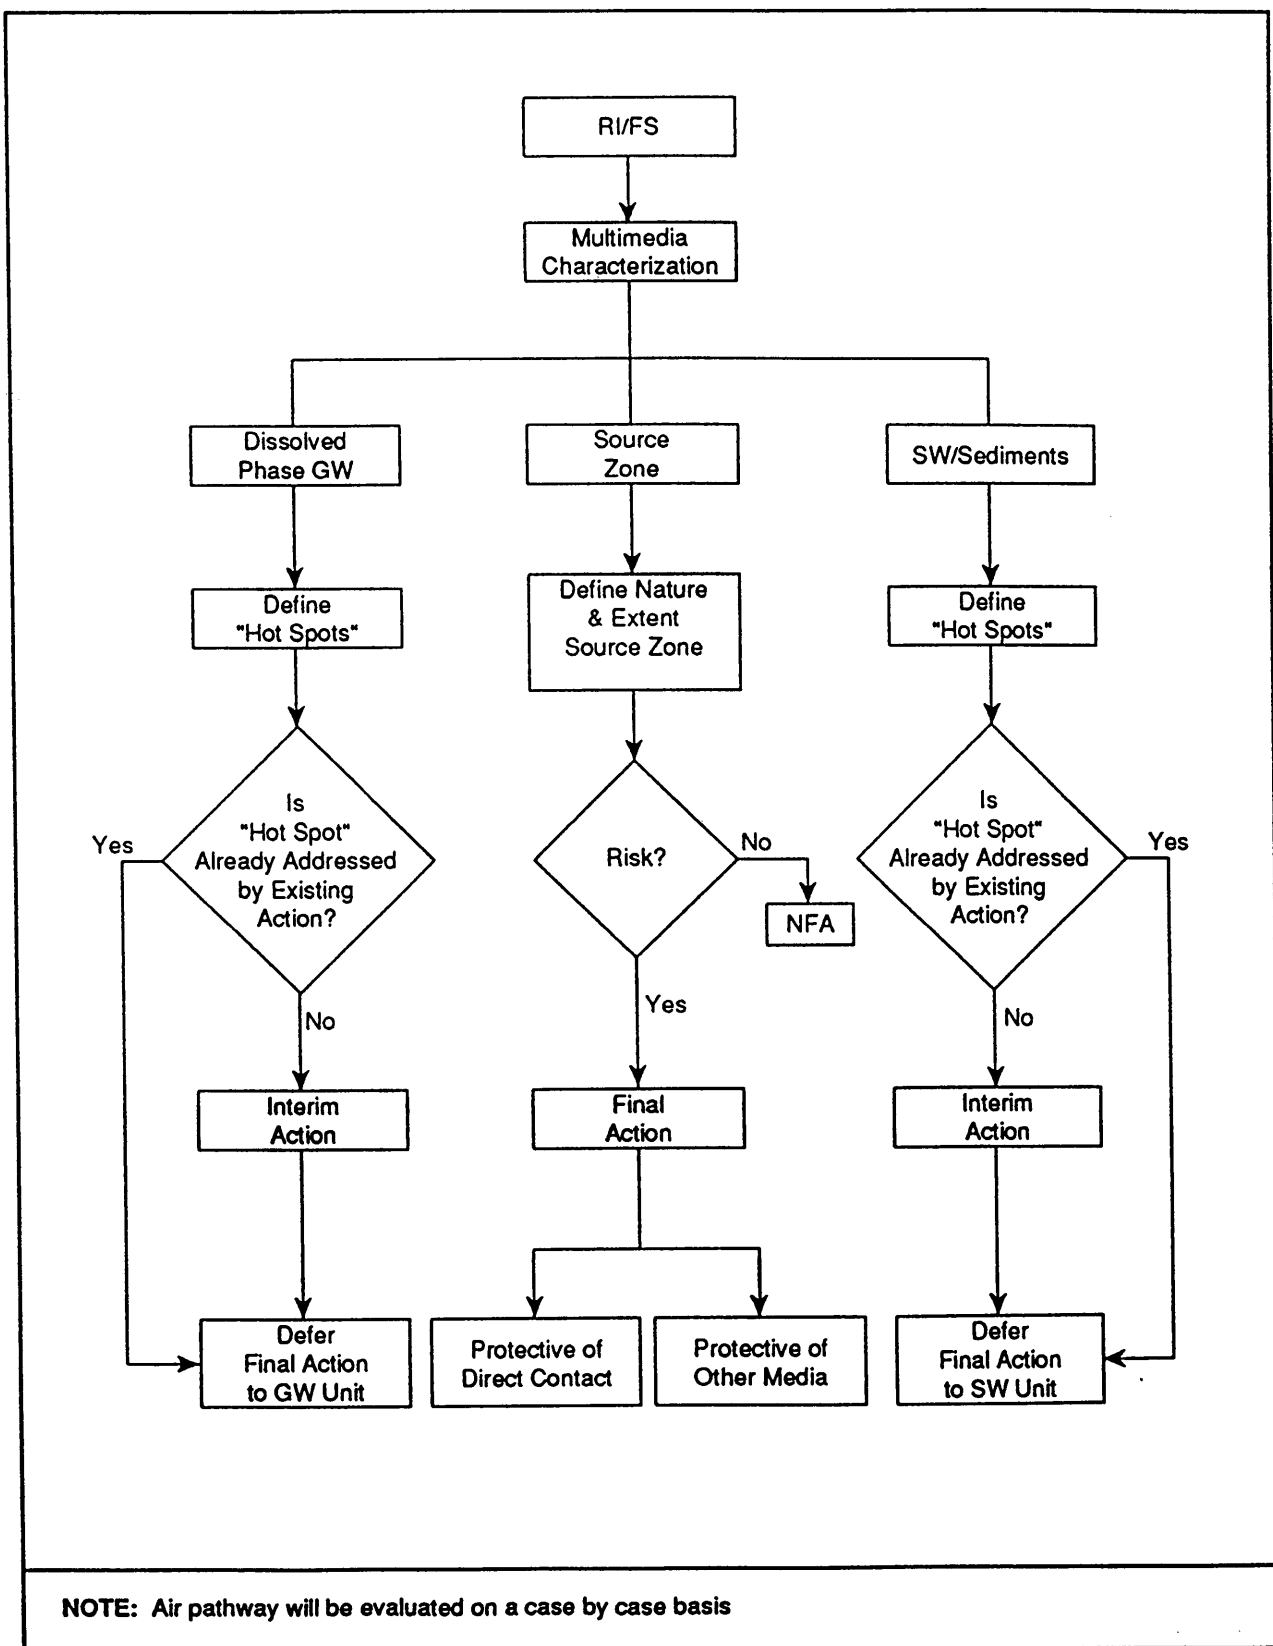 RI/FS
Multimedia
Characterization
Dissolved
Phase GW
Source
Zone
SW/Sediments
Define
"Hot Spots"
Define Nature
& Extent
Source Zone
Define
"Hot Spots"
Is
"Hot Spot"
Already Addressed
by Existing
Action?
Yes
No
Risk?
No
NFA
Yes
Is
"Hot Spot"
Already Addressed
by Existing
Action?
Yes
No
Interim
Action
Final
Action
Interim
Action
Defer
Final Action
to GW Unit
Protective of
Direct Contact
Protective of
Other Media
Defer
Final Action
to SW Unit
NOTE: Air pathway will be evaluated on a case by case basis